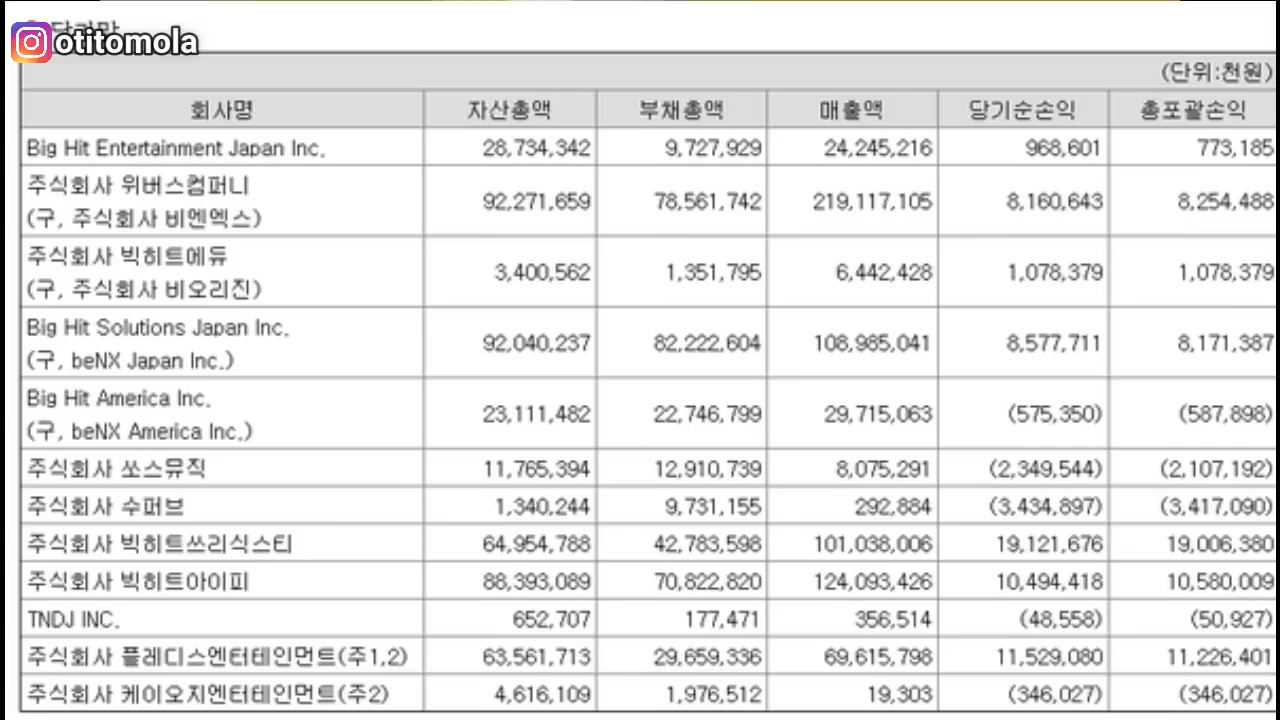 otitomola
(단위:천원)
회사명 자산총액 부채총액 매출액 당기순손익 총포괄손익
Big Hit Entertainment Japan Inc. 28,734,342 9,727,929 24,245,216 968,601 773,185
주식회사 위버스컴퍼니
(구, 주식회사 비엔엑스) 92,271,659 78,561,742 219,117,105 8,160,643 8,254,488
주식회사 빅히트에듀
(구, 주식회사 비오리진) 3,400,562 1,351,795 6,442,428 1,078,379 1,078,379
Big Hit Solutions Japan Inc.
(구, beNX Japan Inc.) 92,040,237 82,222,604 108,985,041 8,577,711 8,171,387
Big Hit America Inc.
(구, beNX America Inc.) 23,111,482 22,746,799 29,715,063 (575,350) (587,898)
주식회사 쏘스뮤직 11,765,394 12,910,739 8,075,291 (2,349,544) (2,107,192)
주식회사 수퍼브 1,340,244 9,731,155 292,884 (3,434,897) (3,417,090)
주식회사 빅히트쓰리식스티 64,954,788 42,783,598 101,038,006 19,121,676 19,006,380
주식회사 빅히트아이피 88,393,089 70,822,820 124,093,426 10,494,418 10,580,009
TNDJ INC. 652,707 177,471 356,514 (48,558) (50,927)
주식회사 플레디스엔터테인먼트(주1,2) 63,561,713 29,659,336 69,615,798 11,529,080 11,226,401
주식회사 케이오지엔터테인먼트(주2) 4,616,109 1,976,512 19,303 (346,027) (346,027)